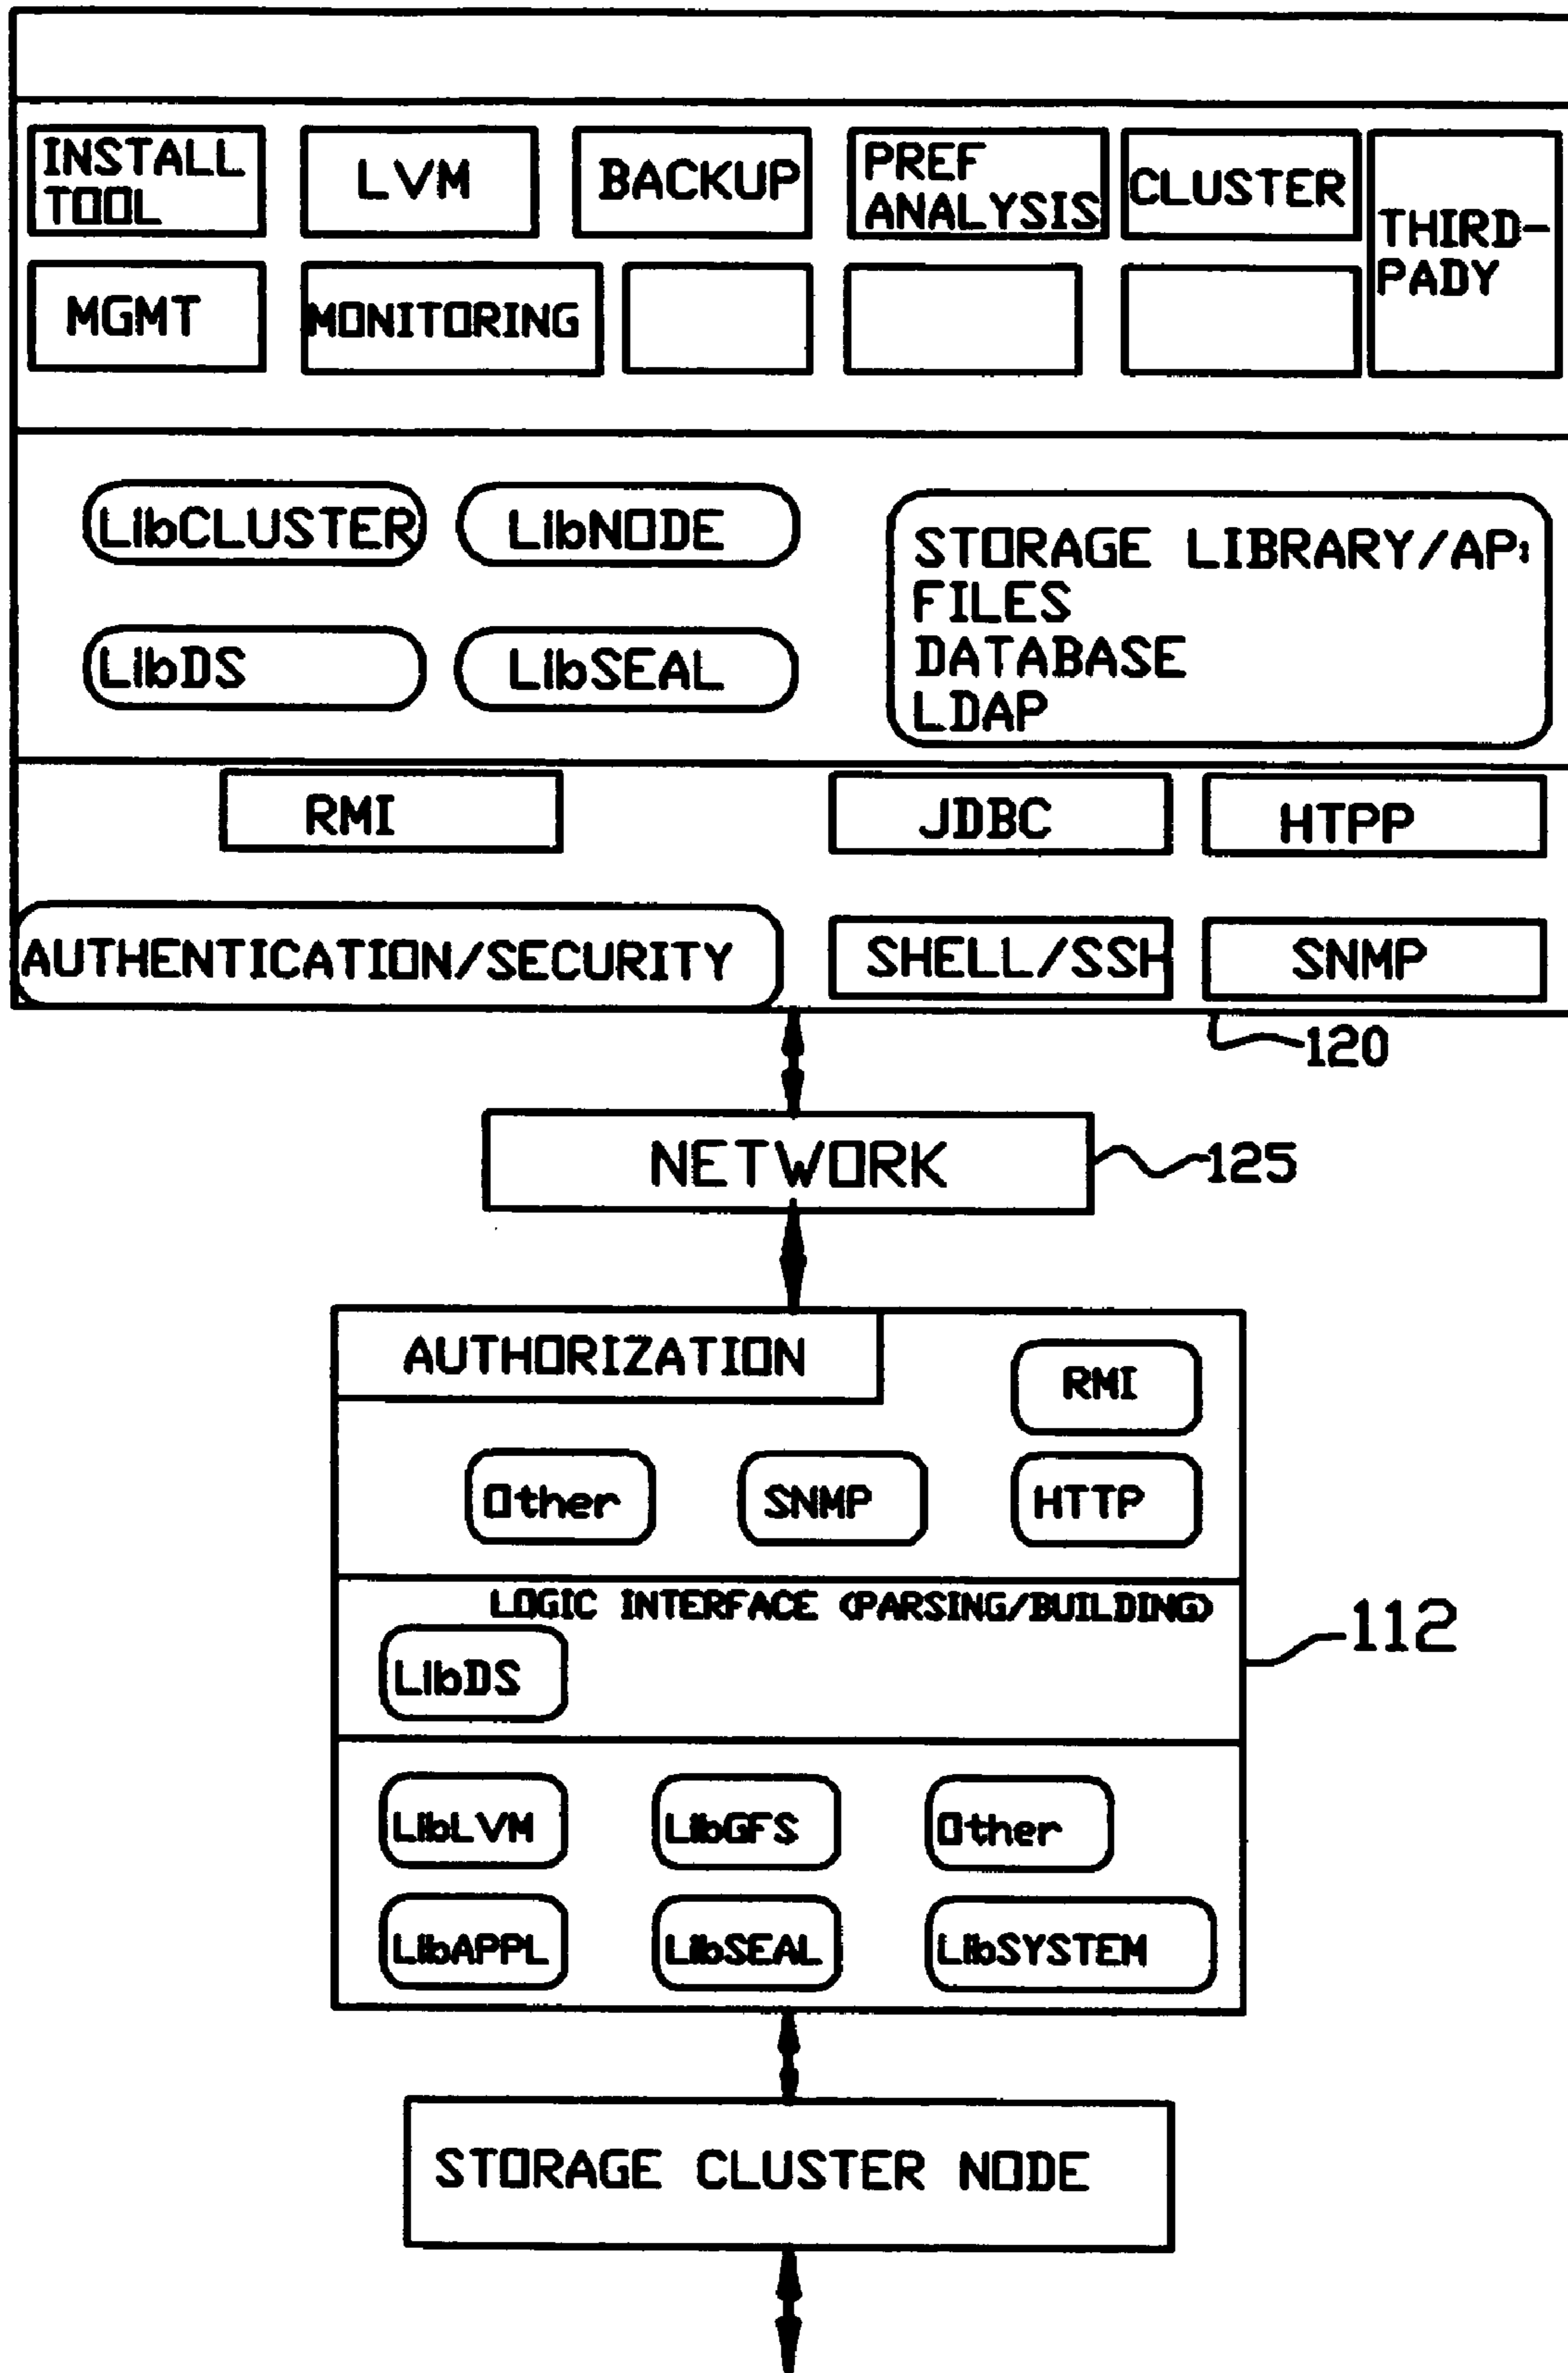 INSTALL TOOL
LVM
BACKUP
PREF ANALYSIS
CLUSTER
THIRD-PADY
MGMT
MONITORING
LibCLUSTER
LibNODE
STORAGE LIBRARY/AP:
FILES
DATABASE
LDAP
LibDS
LibSEAL
RMI
JDBC
HTPP
AUTHENTICATION/SECURITY
SHELL/SSH
SNMP
120
NETWORK
125
AUTHORIZATION
RMI
Other
SNMP
HTTP
LOGIC INTERFACE (PARSING/BUILDING)
LibDS
112
LibLVM
LibGFS
Other
LibAPPL
LibSEAL
LibSYSTEM
STORAGE CLUSTER NODE